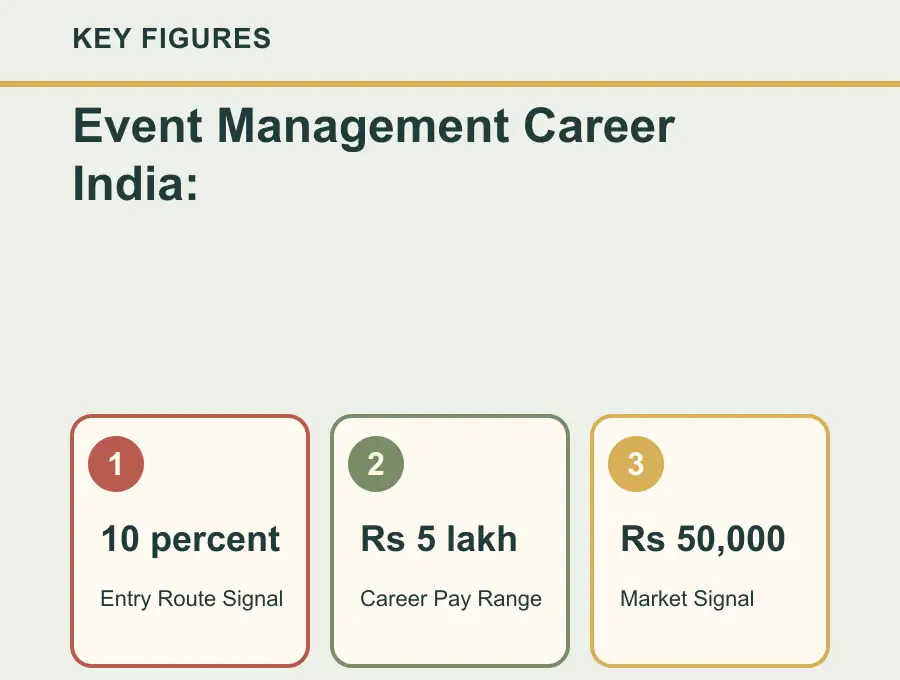 KEY FIGURES
Event Management Career
India:
1
10 percent
Entry Route Signal
2
Rs 5 lakh
Career Pay Range
3
Rs 50,000
Market Signal